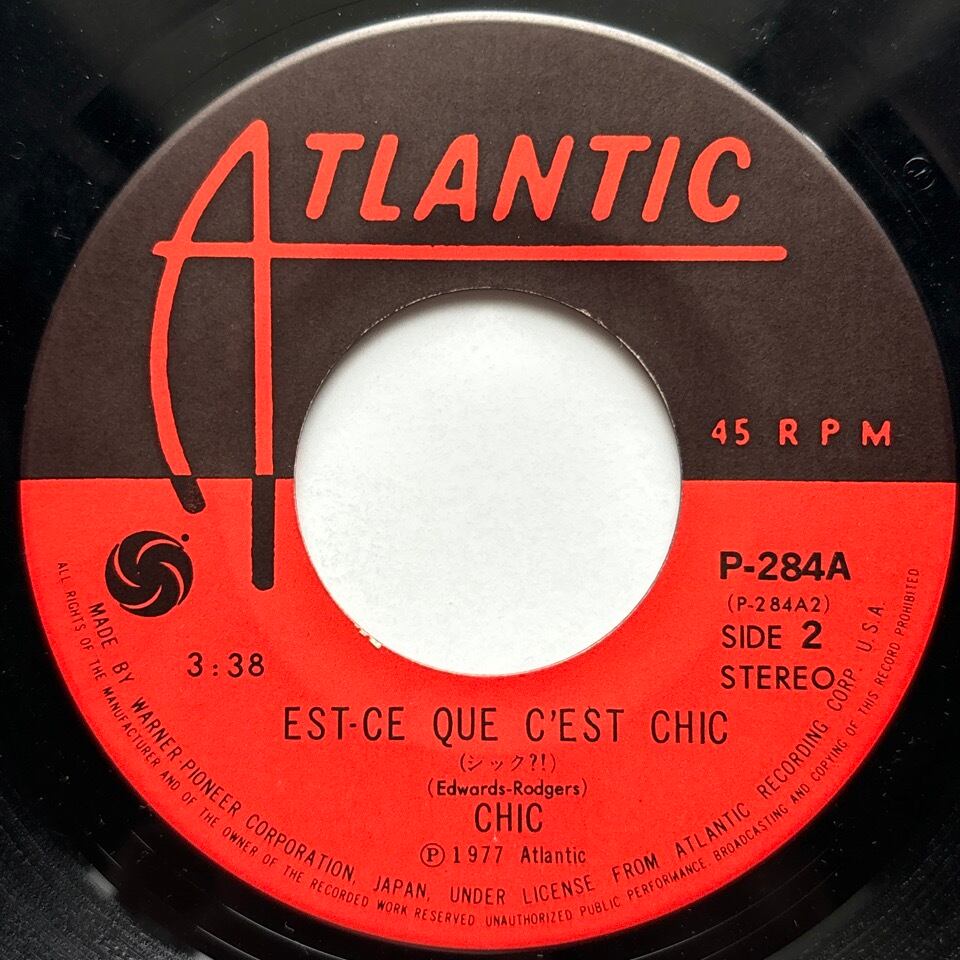 ATLANTIC
45 RPM
P-284A
(P-284A2)
SIDE 2
STEREO
3:38
EST-CE QUE C'EST CHIC
(シック?!)
(Edwards-Rodgers)
CHIC
Ⓟ 1977 Atlantic
MADE BY WARNER-PIONEER CORPORATION, JAPAN, UNDER LICENSE FROM ATLANTIC RECORDING CORP. U.S.A.
ALL RIGHTS OF THE MANUFACTURER AND OF THE OWNER OF THE RECORDED WORK RESERVED UNAUTHORIZED PUBLIC PERFORMANCE, BROADCASTING AND COPYING OF THIS RECORD PROHIBITED